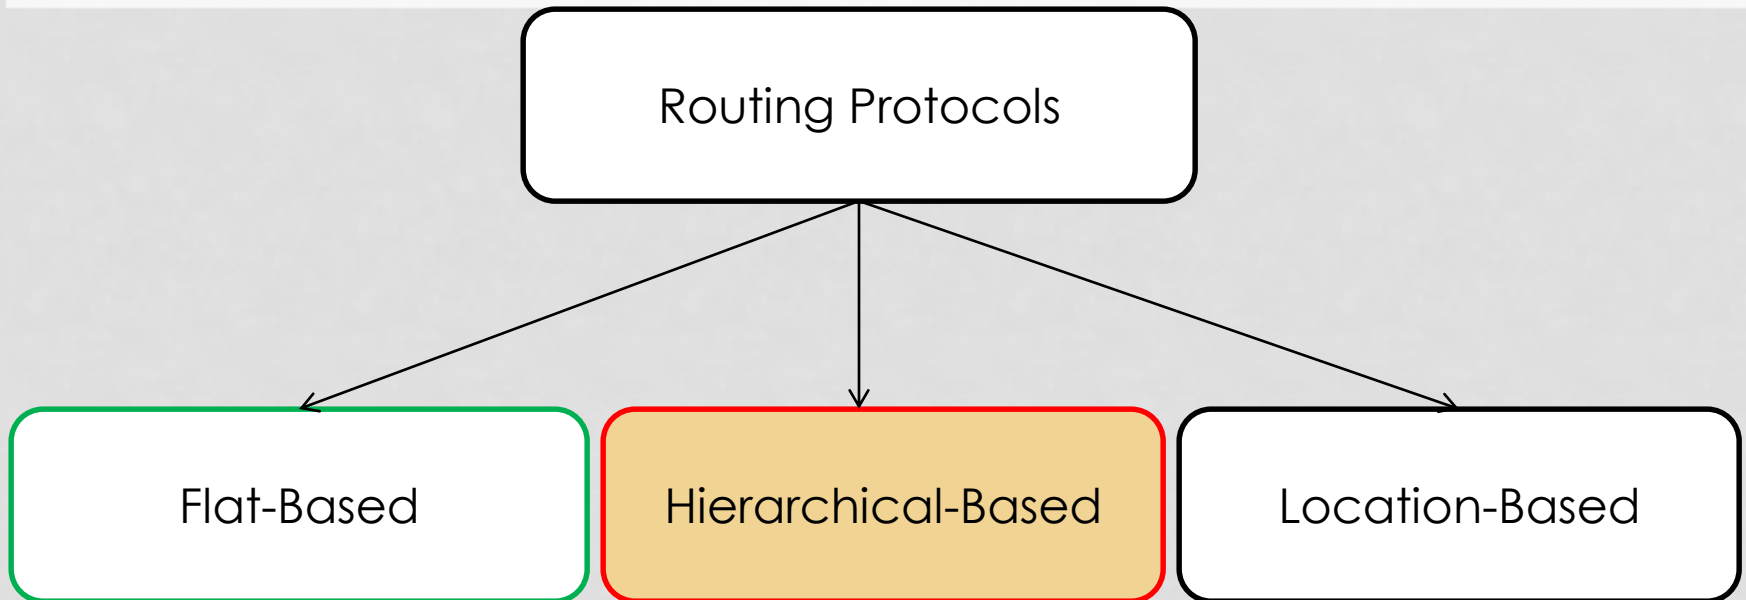 Routing Protocols
Flat-Based
Hierarchical-Based
Location-Based